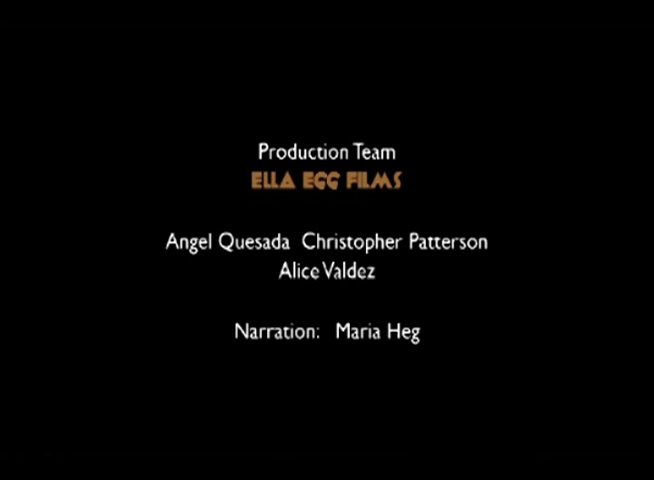 Production Team
ELLA EGG FILMS
Angel Quesada Christopher Patterson
Alice Valdez
Narration: Maria Heg